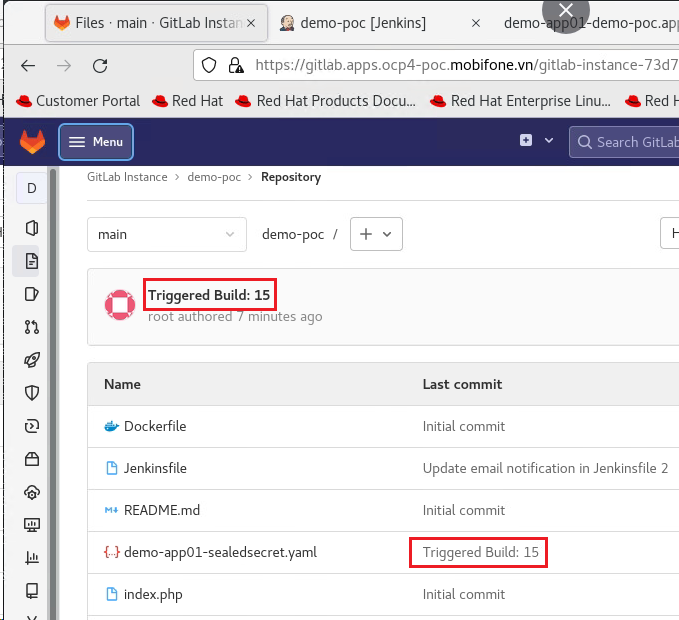 Files · main · GitLab Instan
demo-poc [Jenkins]
demo-app01-demo-poc.app
https://gitlab.apps.ocp4-poc.mobifone.vn/gitlab-instance-73d7
Customer Portal
Red Hat
Red Hat Products Docu...
Red Hat Enterprise Linu...
Red H
Menu
Search GitLab
D
GitLab Instance > demo-poc > Repository
main
demo-poc /
H
Triggered Build: 15
root authored 7 minutes ago
Name Last commit
Dockerfile Initial commit
Jenkinsfile Update email notification in Jenkinsfile 2
README.md Initial commit
demo-app01-sealedsecret.yaml Triggered Build: 15
index.php Initial commit